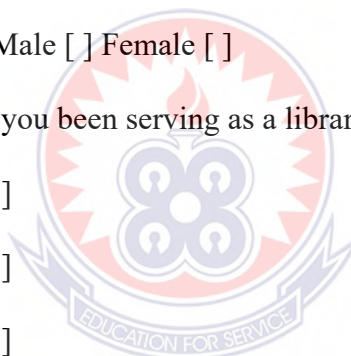 Male [ ] Female [ ]
you been serving as a librar
]
]
]
EDUCATION FOR SERVICE